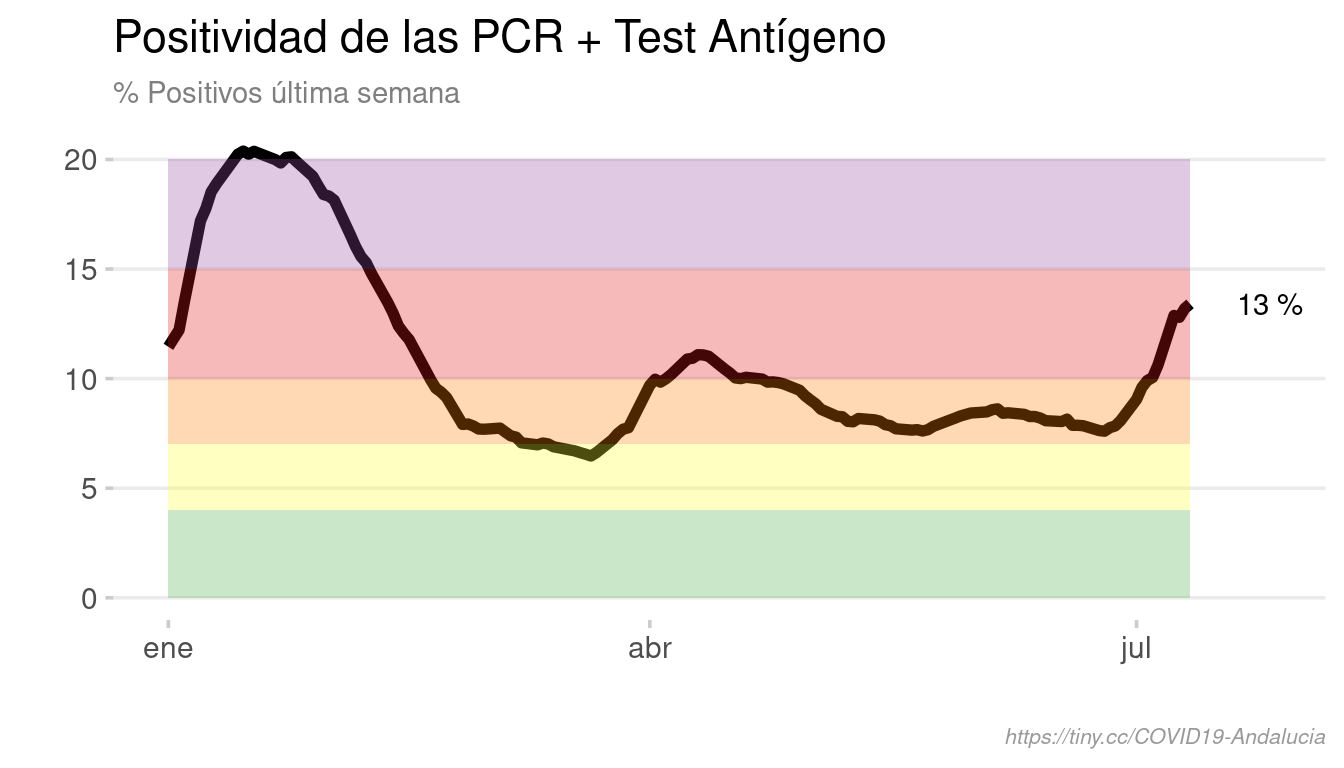 Positividad de las PCR + Test Antígeno
% Positivos última semana
20
15
13 %
10
5
0
ene abr jul
https://tiny.cc/COVID19-Andalucia